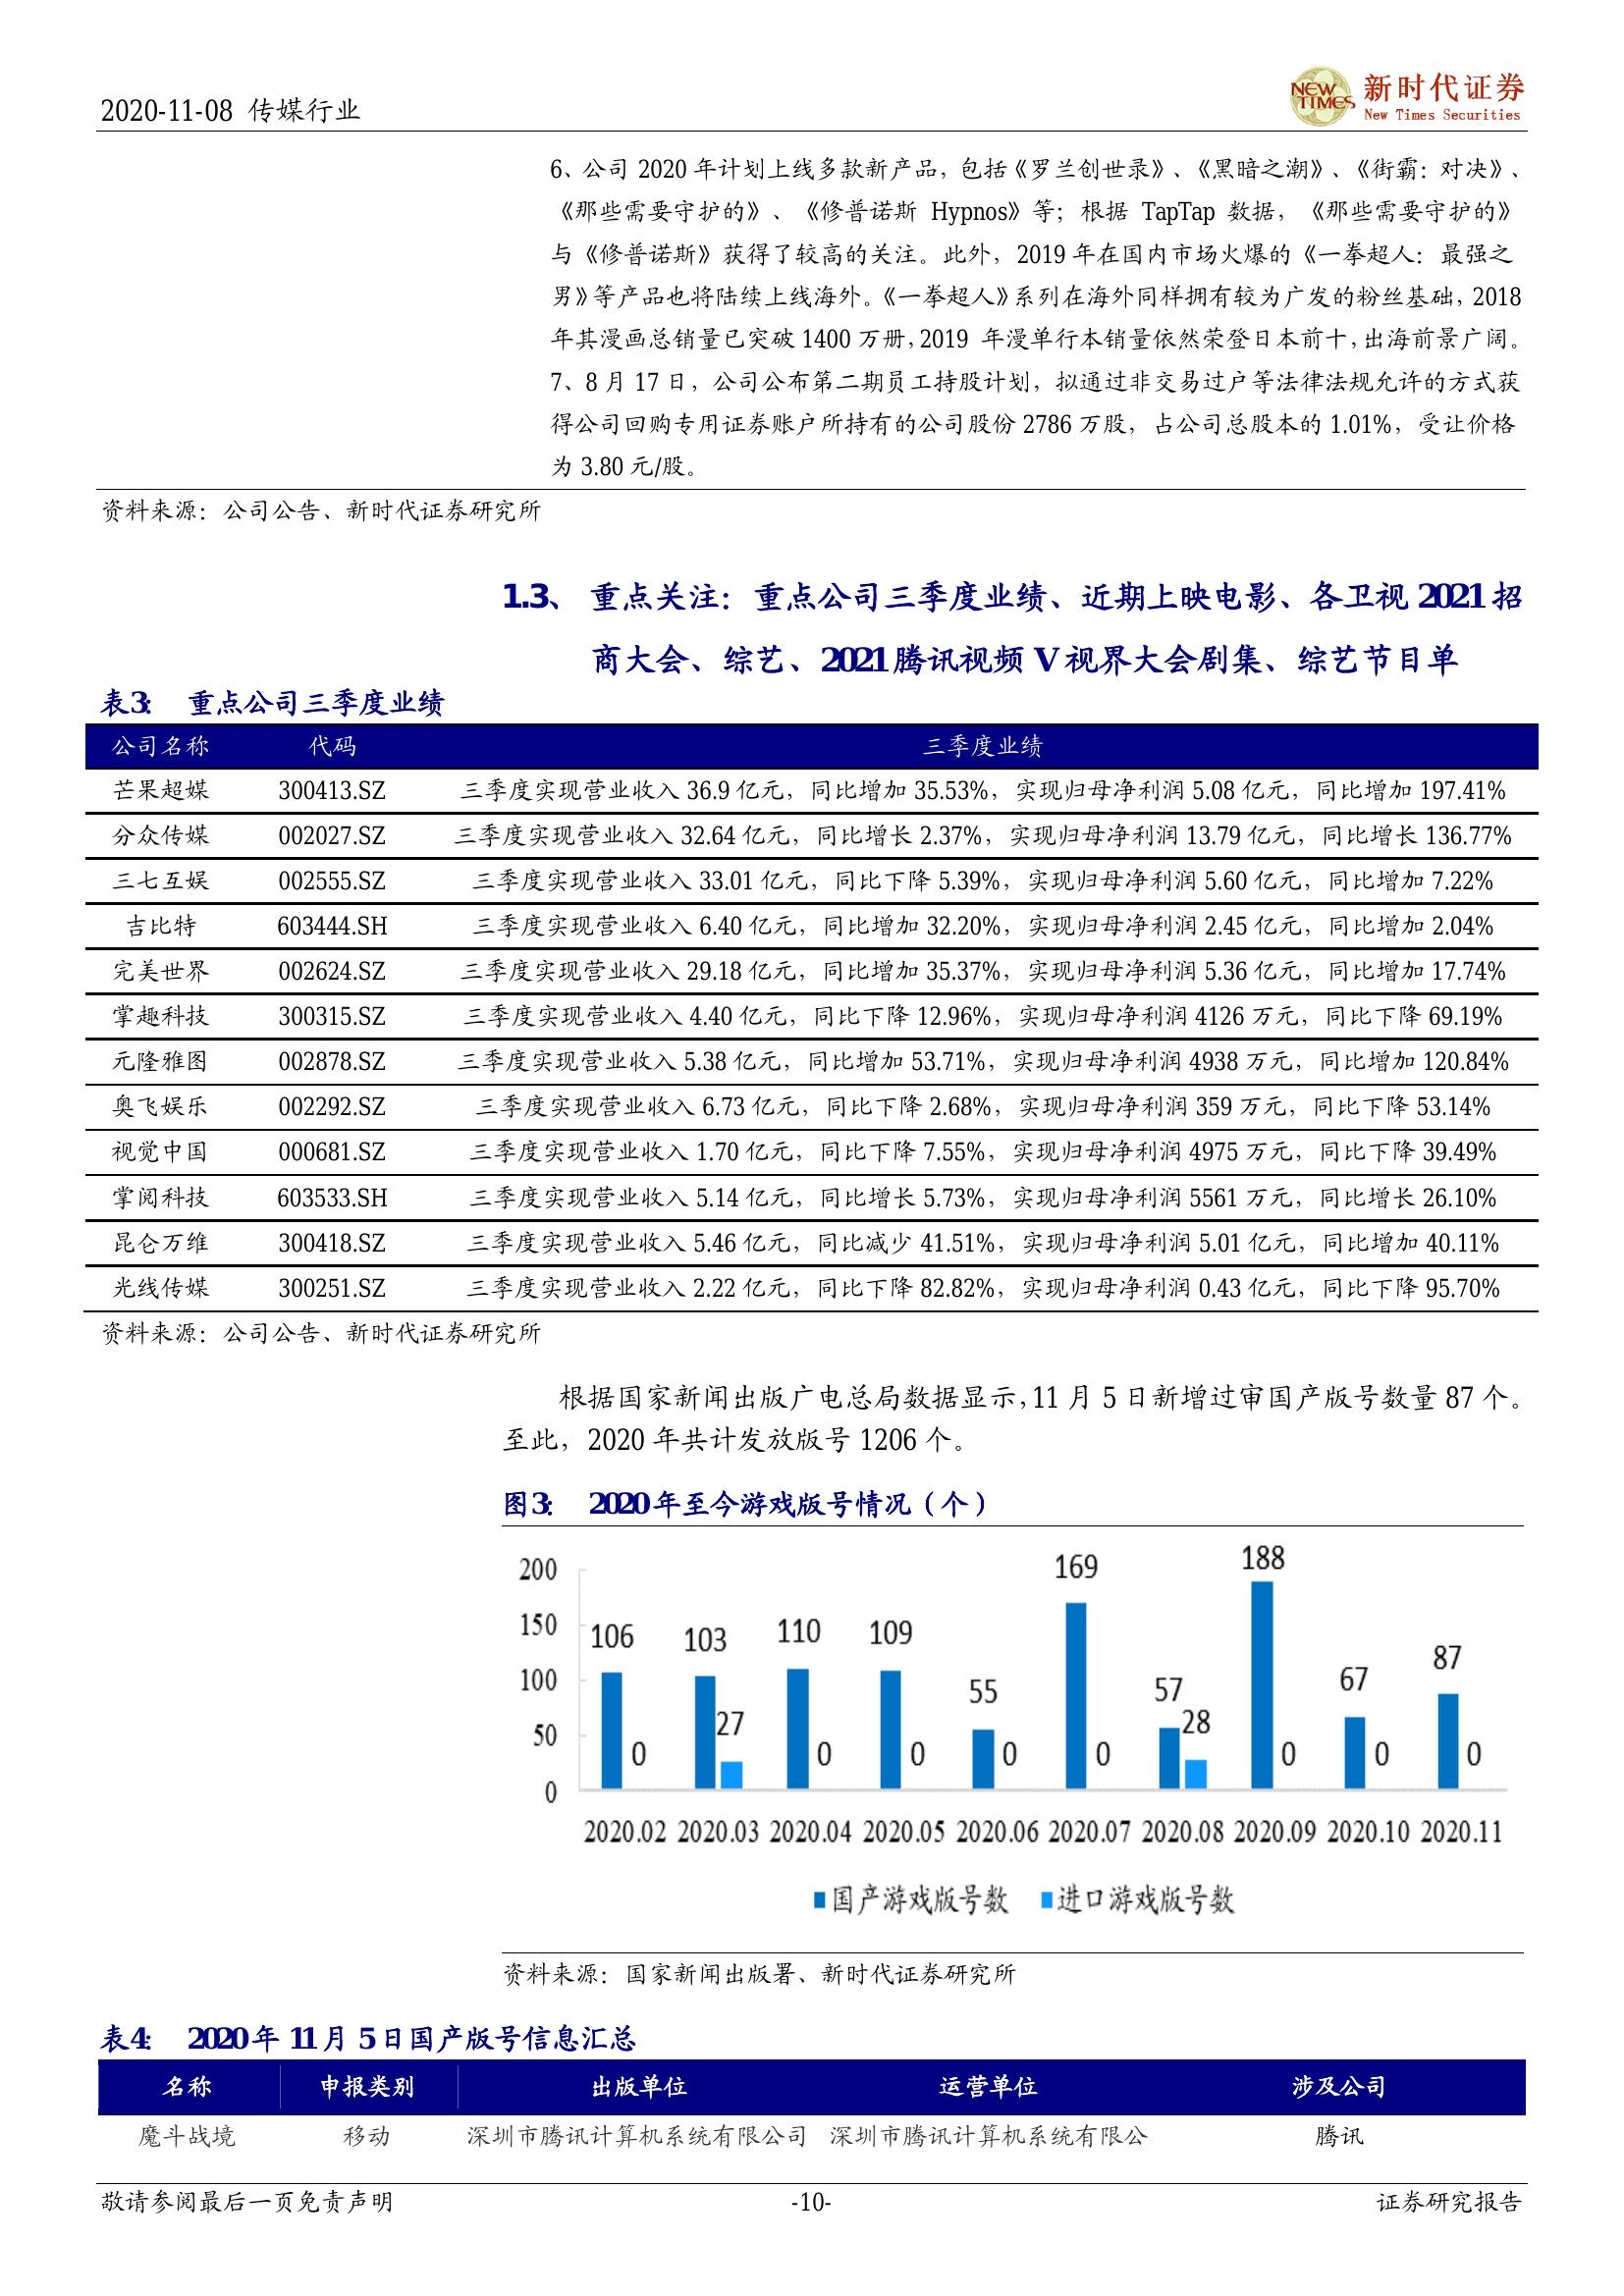 2020-11-08 传媒行业
NEW TIMES
新时代证券
New Times Securities
6、公司 2020 年计划上线多款新产品，包括《罗兰创世录》、《黑暗之潮》、《街霸：对决》、
《那些需要守护的》、《修普诺斯 Hypnos》等；根据 TapTap 数据，《那些需要守护的》
与《修普诺斯》获得了较高的关注。此外，2019 年在国内市场火爆的《一拳超人：最强之
男》等产品也将陆续上线海外。《一拳超人》系列在海外同样拥有较为广发的粉丝基础，2018
年其漫画总销量已突破 1400 万册，2019 年漫单行本销量依然荣登日本前十，出海前景广阔。
7、8 月 17 日，公司公布第二期员工持股计划，拟通过非交易过户等法律法规允许的方式获
得公司回购专用证券账户所持有的公司股份 2786 万股，占公司总股本的 1.01%，受让价格
为 3.80 元/股。
资料来源：公司公告、新时代证券研究所
1.3、 重点关注：重点公司三季度业绩、近期上映电影、各卫视 2021 招
商大会、综艺、2021 腾讯视频 V 视界大会剧集、综艺节目单
表3： 重点公司三季度业绩
公司名称 代码 三季度业绩
芒果超媒 300413.SZ 三季度实现营业收入 36.9 亿元，同比增加 35.53%，实现归母净利润 5.08 亿元，同比增加 197.41%
分众传媒 002027.SZ 三季度实现营业收入 32.64 亿元，同比增长 2.37%，实现归母净利润 13.79 亿元，同比增长 136.77%
三七互娱 002555.SZ 三季度实现营业收入 33.01 亿元，同比下降 5.39%，实现归母净利润 5.60 亿元，同比增加 7.22%
吉比特 603444.SH 三季度实现营业收入 6.40 亿元，同比增加 32.20%，实现归母净利润 2.45 亿元，同比增加 2.04%
完美世界 002624.SZ 三季度实现营业收入 29.18 亿元，同比增加 35.37%，实现归母净利润 5.36 亿元，同比增加 17.74%
掌趣科技 300315.SZ 三季度实现营业收入 4.40 亿元，同比下降 12.96%，实现归母净利润 4126 万元，同比下降 69.19%
元隆雅图 002878.SZ 三季度实现营业收入 5.38 亿元，同比增加 53.71%，实现归母净利润 4938 万元，同比增加 120.84%
奥飞娱乐 002292.SZ 三季度实现营业收入 6.73 亿元，同比下降 2.68%，实现归母净利润 359 万元，同比下降 53.14%
视觉中国 000681.SZ 三季度实现营业收入 1.70 亿元，同比下降 7.55%，实现归母净利润 4975 万元，同比下降 39.49%
掌阅科技 603533.SH 三季度实现营业收入 5.14 亿元，同比增长 5.73%，实现归母净利润 5561 万元，同比增长 26.10%
昆仑万维 300418.SZ 三季度实现营业收入 5.46 亿元，同比减少 41.51%，实现归母净利润 5.01 亿元，同比增加 40.11%
光线传媒 300251.SZ 三季度实现营业收入 2.22 亿元，同比下降 82.82%，实现归母净利润 0.43 亿元，同比下降 95.70%
资料来源：公司公告、新时代证券研究所
根据国家新闻出版广电总局数据显示，11 月 5 日新增过审国产版号数量 87 个。
至此，2020 年共计发放版号 1206 个。
图3： 2020 年至今游戏版号情况（个）
200
150
100
50
0
106 0
103 27
110 0
109 0
55 0
169 0
57 28
188 0
67 0
87 0
2020.02 2020.03 2020.04 2020.05 2020.06 2020.07 2020.08 2020.09 2020.10 2020.11
国产游戏版号数 进口游戏版号数
资料来源：国家新闻出版署、新时代证券研究所
表4： 2020 年 11 月 5 日国产版号信息汇总
名称 申报类别 出版单位 运营单位 涉及公司
魔斗战境 移动 深圳市腾讯计算机系统有限公司 深圳市腾讯计算机系统有限公 腾讯
敬请参阅最后一页免责声明 -10- 证券研究报告